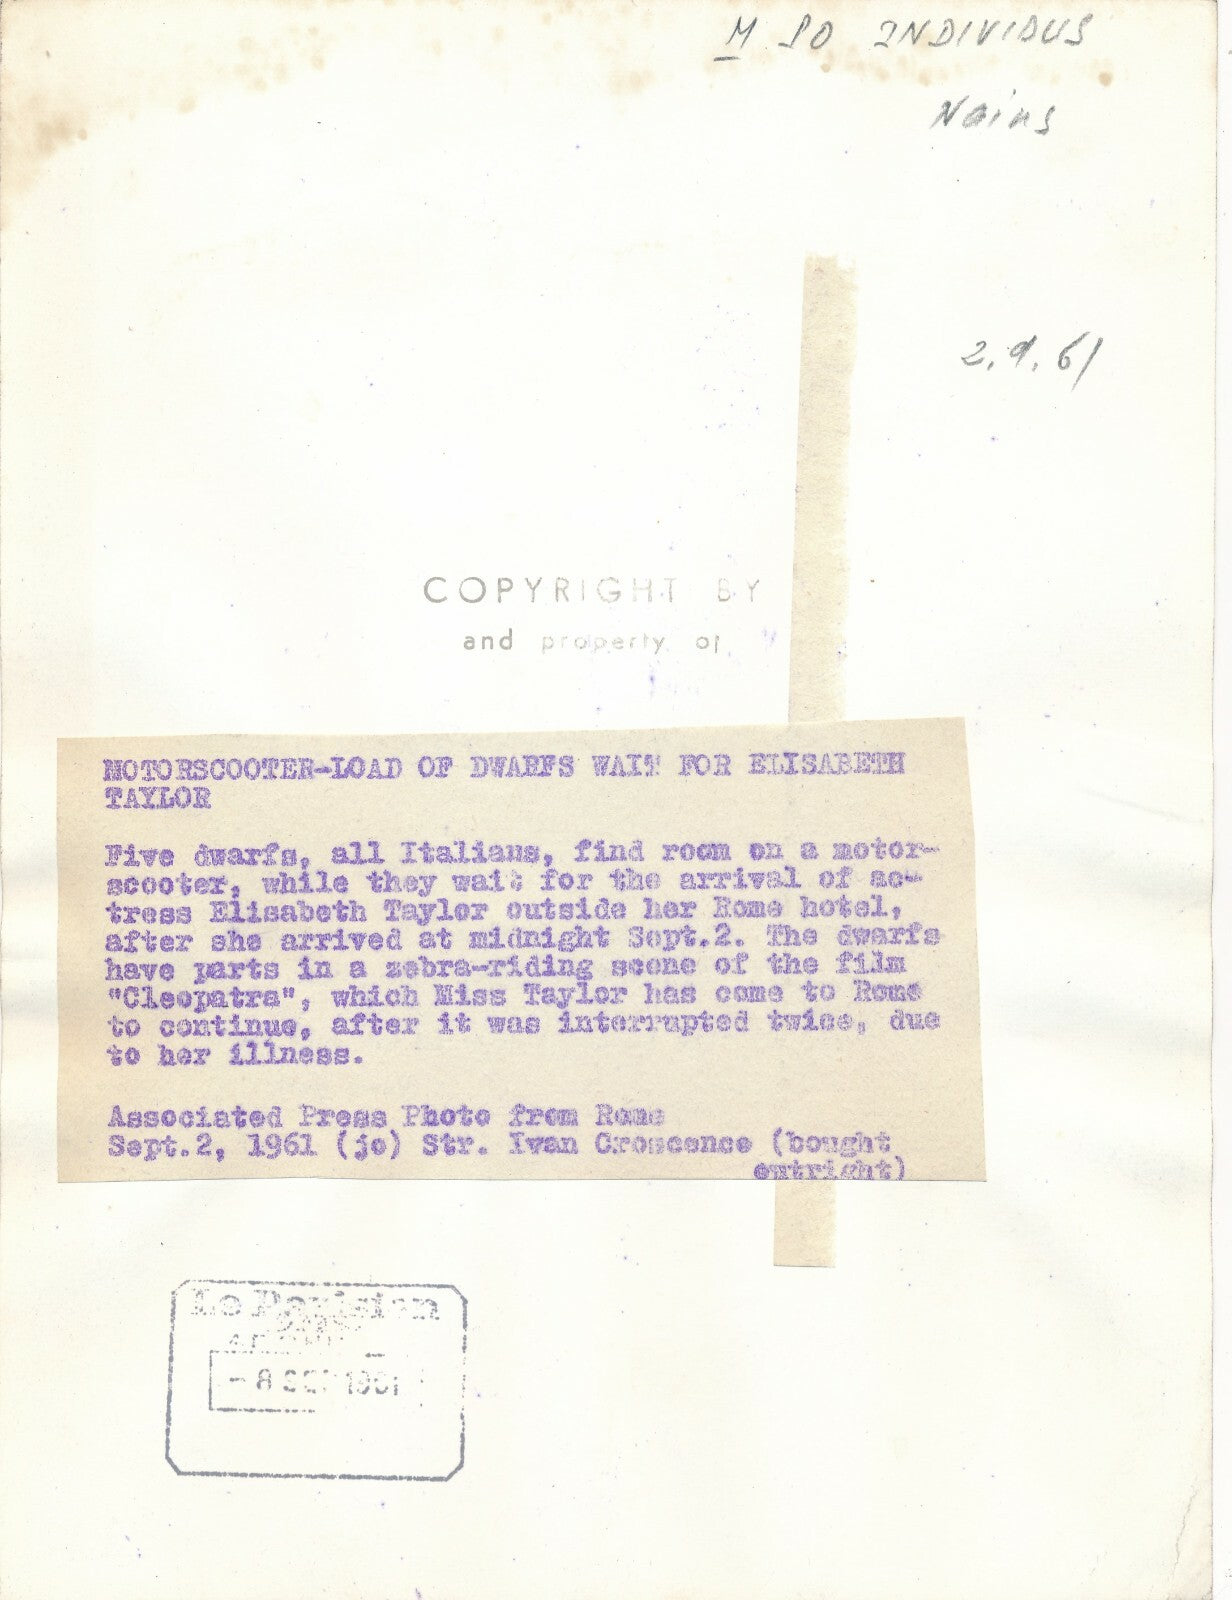 M PO INDIVIDUS
Nains
2.9.61
COPYRIGHT BY
and property of
MOTORSCOOTER-LOAD OF DWARFS WAIT FOR ELISABETH
TAYLOR
Five dwarfs, all Italians, find room on a motor-
scooter, while they wait for the arrival of ac-
tress Elisabeth Taylor outside her Rome hotel,
after she arrived at midnight Sept.2. The dwarfs
have parts in a zebra-riding scene of the film
"Cleopatra", which Miss Taylor has come to Rome
to continue, after it was interrupted twice, due
to her illness.
Associated Press Photo from Rome
Sept.2, 1961 (je) Str. Ivan Croscence (bought
outright)
Le Parisien
- 8 1961